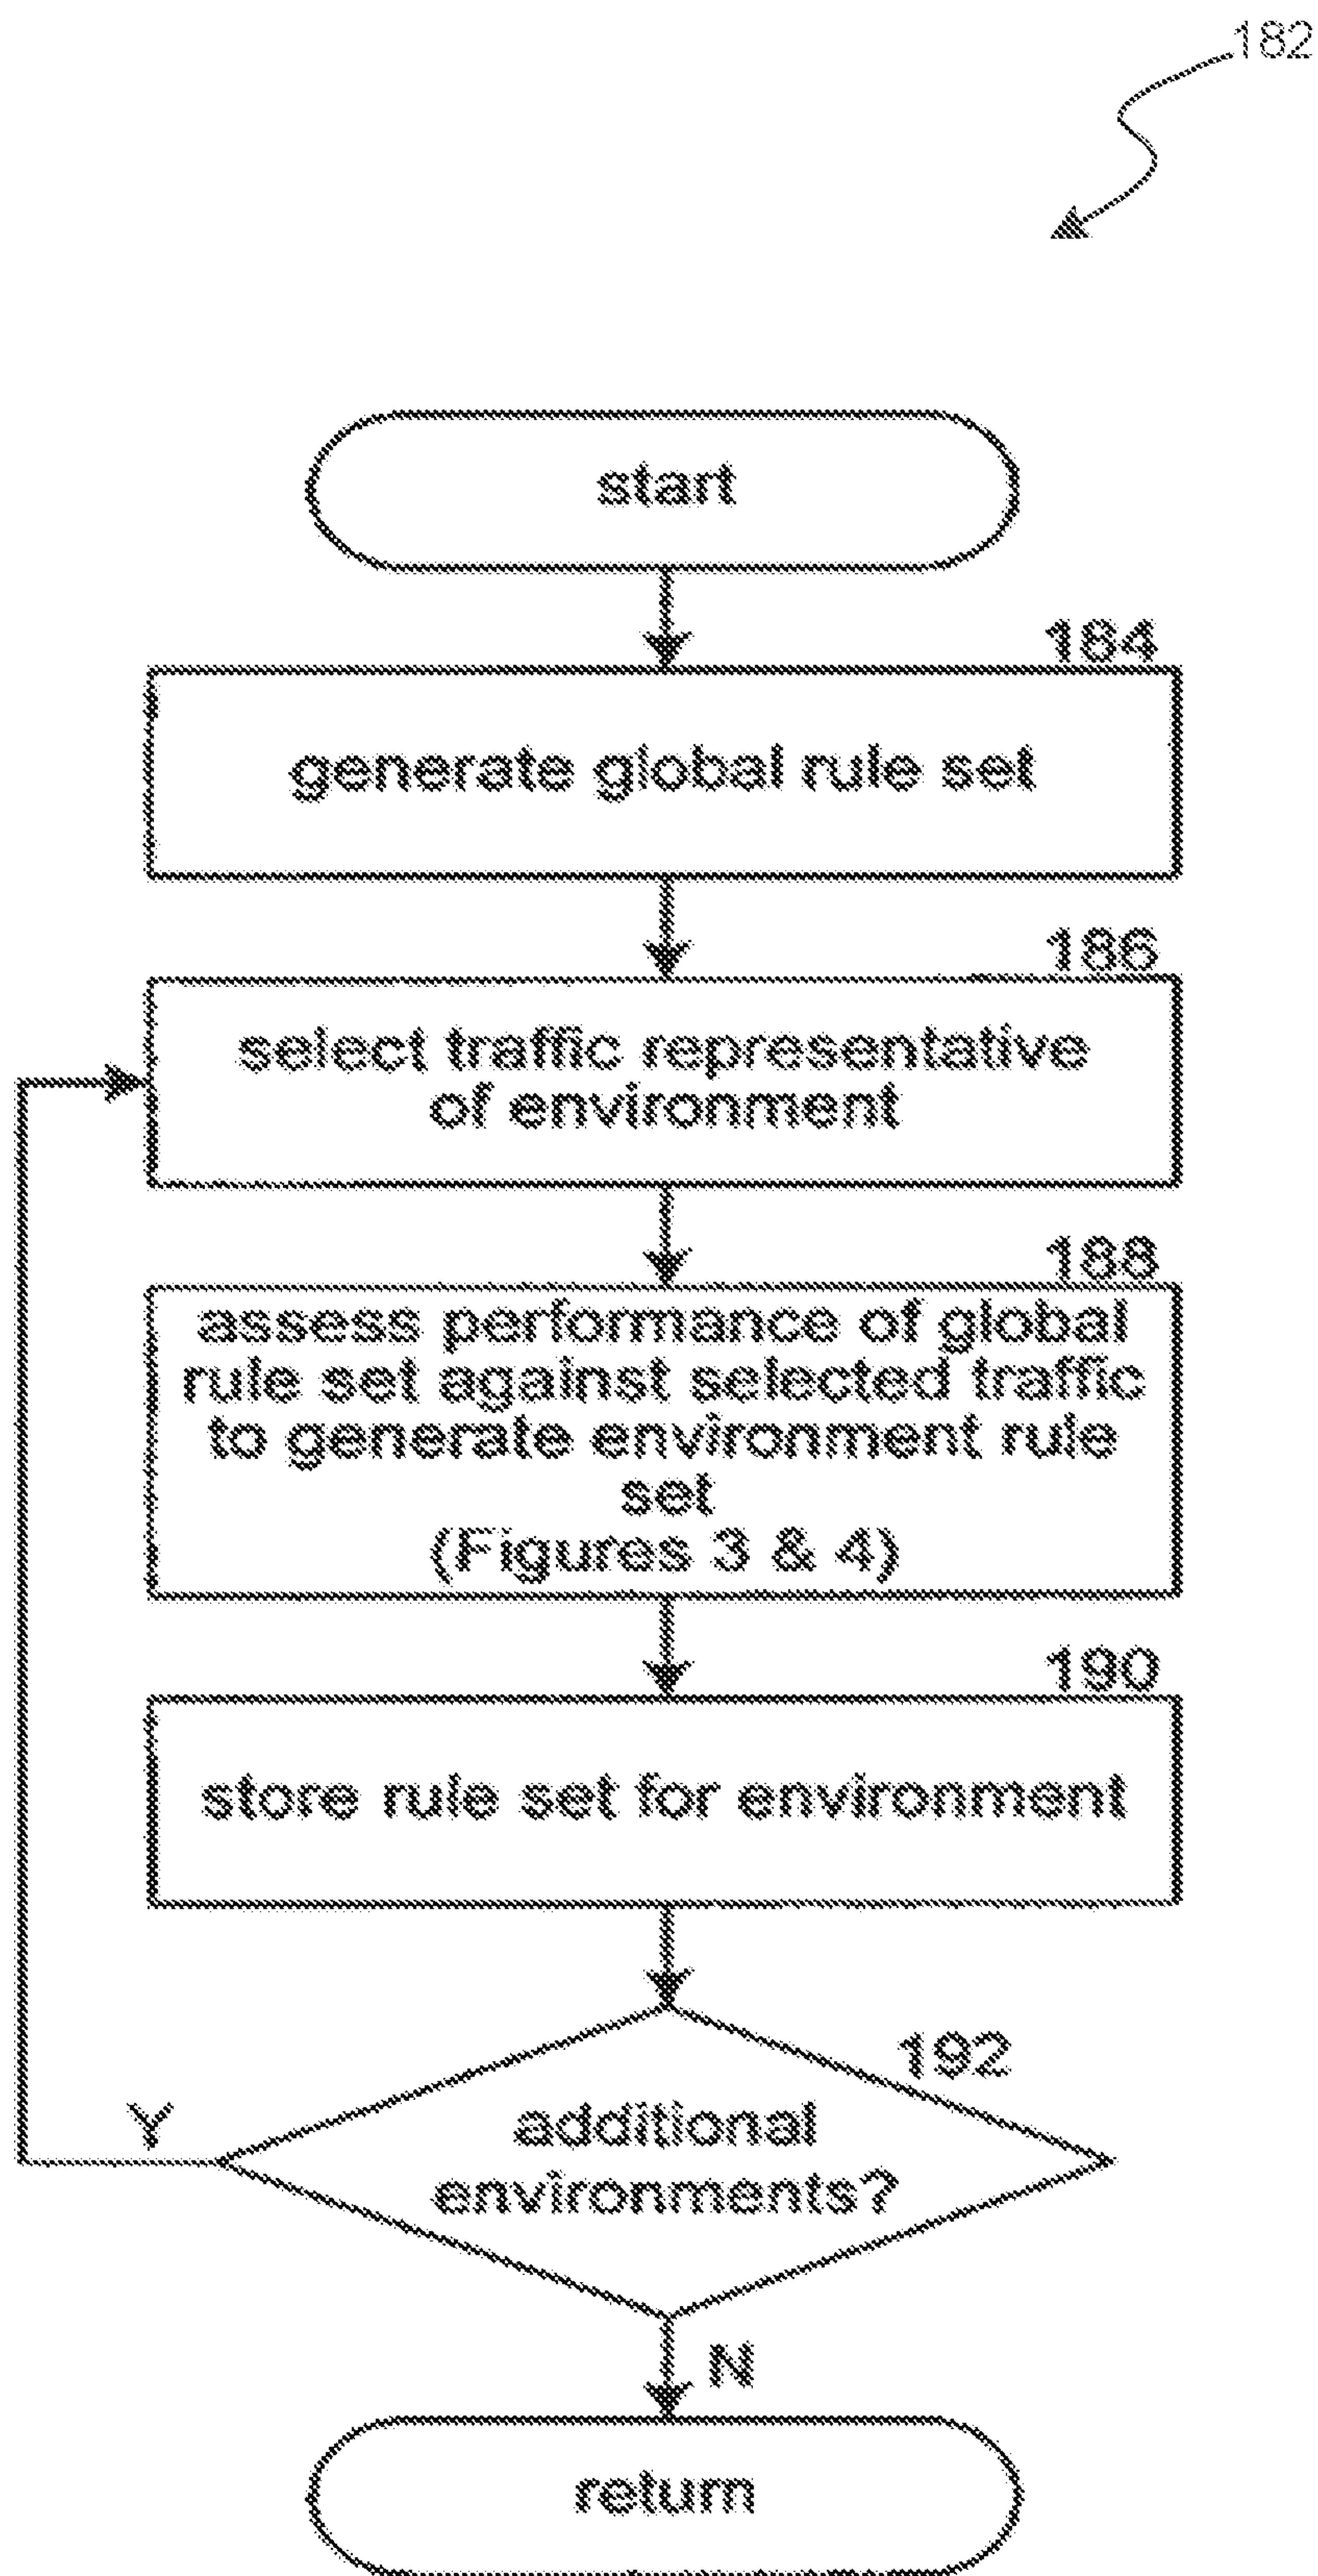 182
start
184
generate global rule set
186
select traffic representative
of environment
188
assess performance of global
rule set against selected traffic
to generate environment rule
set
(Figures 3 & 4)
190
store rule set for environment
192
additional
environments?
Y
N
return